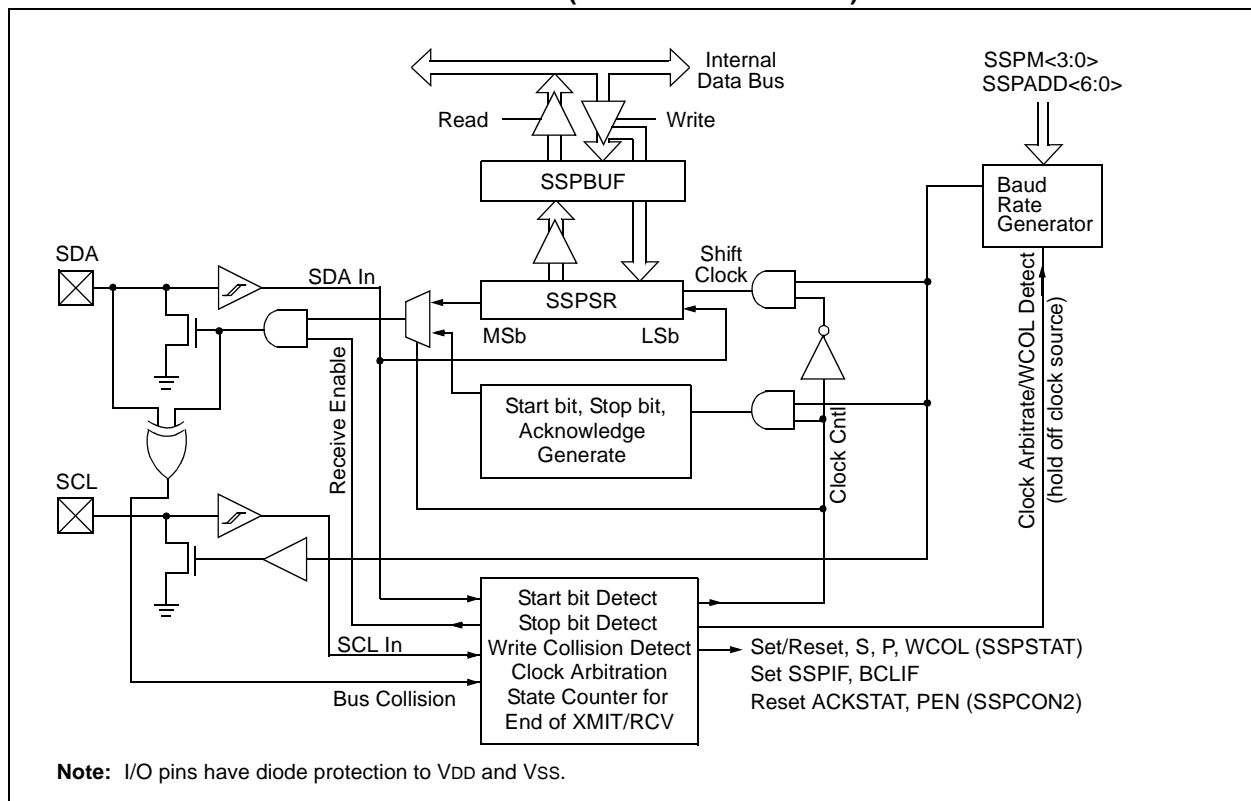 Internal
Data Bus
Read
Write
SSPM<3:0>
SSPADD<6:0>
SSPBUF
Baud
Rate
Generator
SDA
SDA In
Shift
Clock
SSPSR
MSb
LSb
Start bit, Stop bit,
Acknowledge
Generate
Receive Enable
Clock Cntl
Clock Arbitrate/WCOL Detect
(hold off clock source)
SCL
SCL In
Bus Collision
Start bit Detect
Stop bit Detect
Write Collision Detect
Clock Arbitration
State Counter for
End of XMIT/RCV
Set/Reset, S, P, WCOL (SSPSTAT)
Set SSPIF, BCLIF
Reset ACKSTAT, PEN (SSPCON2)
Note: I/O pins have diode protection to VDD and VSS.